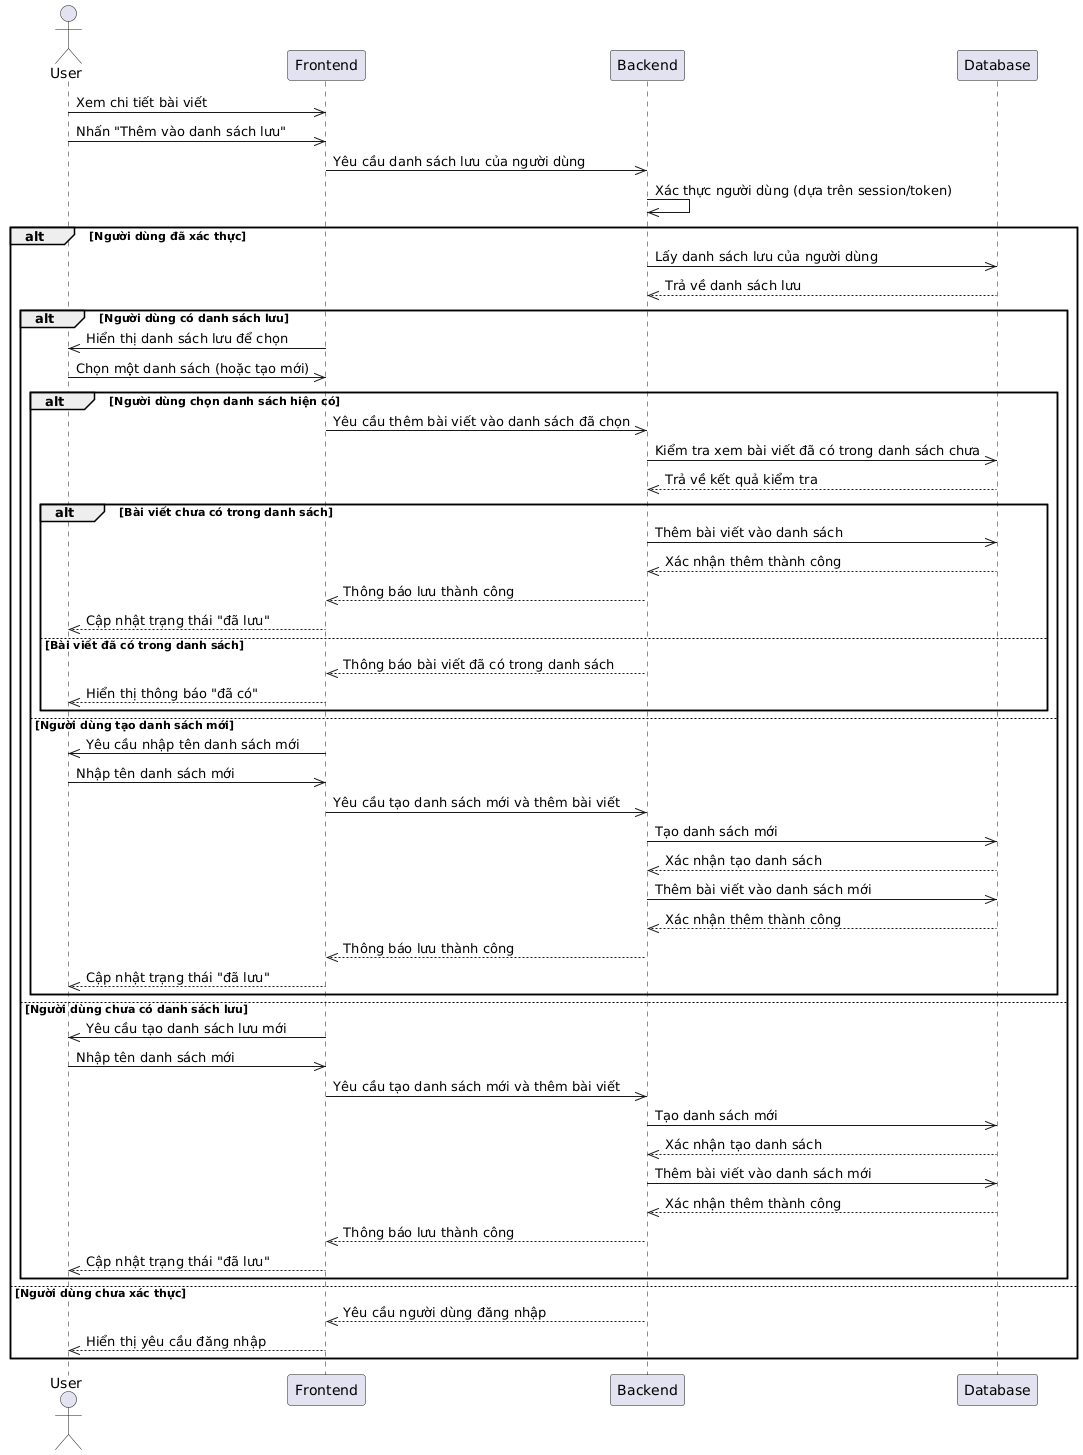 User
Frontend
Backend
Database
Xem chi tiết bài viết
Nhấn "Thêm vào danh sách lưu"
Yêu cầu danh sách lưu của người dùng
Xác thực người dùng (dựa trên session/token)
alt [Người dùng đã xác thực]
Lấy danh sách lưu của người dùng
Trả về danh sách lưu
alt [Người dùng có danh sách lưu]
Hiển thị danh sách lưu để chọn
Chọn một danh sách (hoặc tạo mới)
alt [Người dùng chọn danh sách hiện có]
Yêu cầu thêm bài viết vào danh sách đã chọn
Kiểm tra xem bài viết đã có trong danh sách chưa
Trả về kết quả kiểm tra
alt [Bài viết chưa có trong danh sách]
Thêm bài viết vào danh sách
Xác nhận thêm thành công
Thông báo lưu thành công
Cập nhật trạng thái "đã lưu"
[Bài viết đã có trong danh sách]
Thông báo bài viết đã có trong danh sách
Hiển thị thông báo "đã có"
[Người dùng tạo danh sách mới]
Yêu cầu nhập tên danh sách mới
Nhập tên danh sách mới
Yêu cầu tạo danh sách mới và thêm bài viết
Tạo danh sách mới
Xác nhận tạo danh sách
Thêm bài viết vào danh sách mới
Xác nhận thêm thành công
Thông báo lưu thành công
Cập nhật trạng thái "đã lưu"
[Người dùng chưa có danh sách lưu]
Yêu cầu tạo danh sách lưu mới
Nhập tên danh sách mới
Yêu cầu tạo danh sách mới và thêm bài viết
Tạo danh sách mới
Xác nhận tạo danh sách
Thêm bài viết vào danh sách mới
Xác nhận thêm thành công
Thông báo lưu thành công
Cập nhật trạng thái "đã lưu"
[Người dùng chưa xác thực]
Yêu cầu người dùng đăng nhập
Hiển thị yêu cầu đăng nhập
User
Frontend
Backend
Database